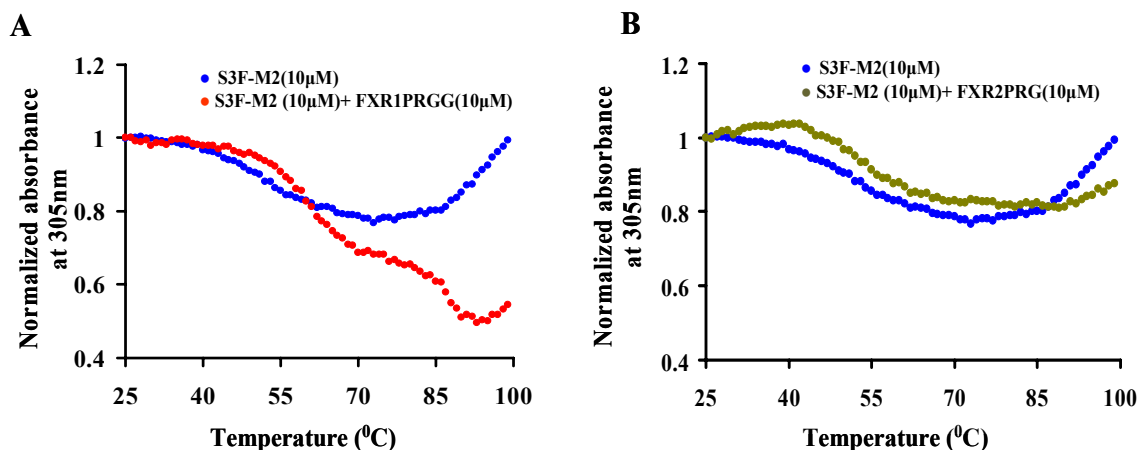 A
S3F-M2(10µM)
S3F-M2 (10µM)+ FXR1PRGG(10µM)
Normalized absorbance
at 305nm
1.2
1
0.8
0.6
0.4
25 40 55 70 85 100
Temperature (⁰C)
B
S3F-M2(10µM)
S3F-M2 (10µM)+ FXR2PRG(10µM)
Normalized absorbance
at 305nm
1.2
1
0.8
0.6
0.4
25 40 55 70 85 100
Temperature (⁰C)